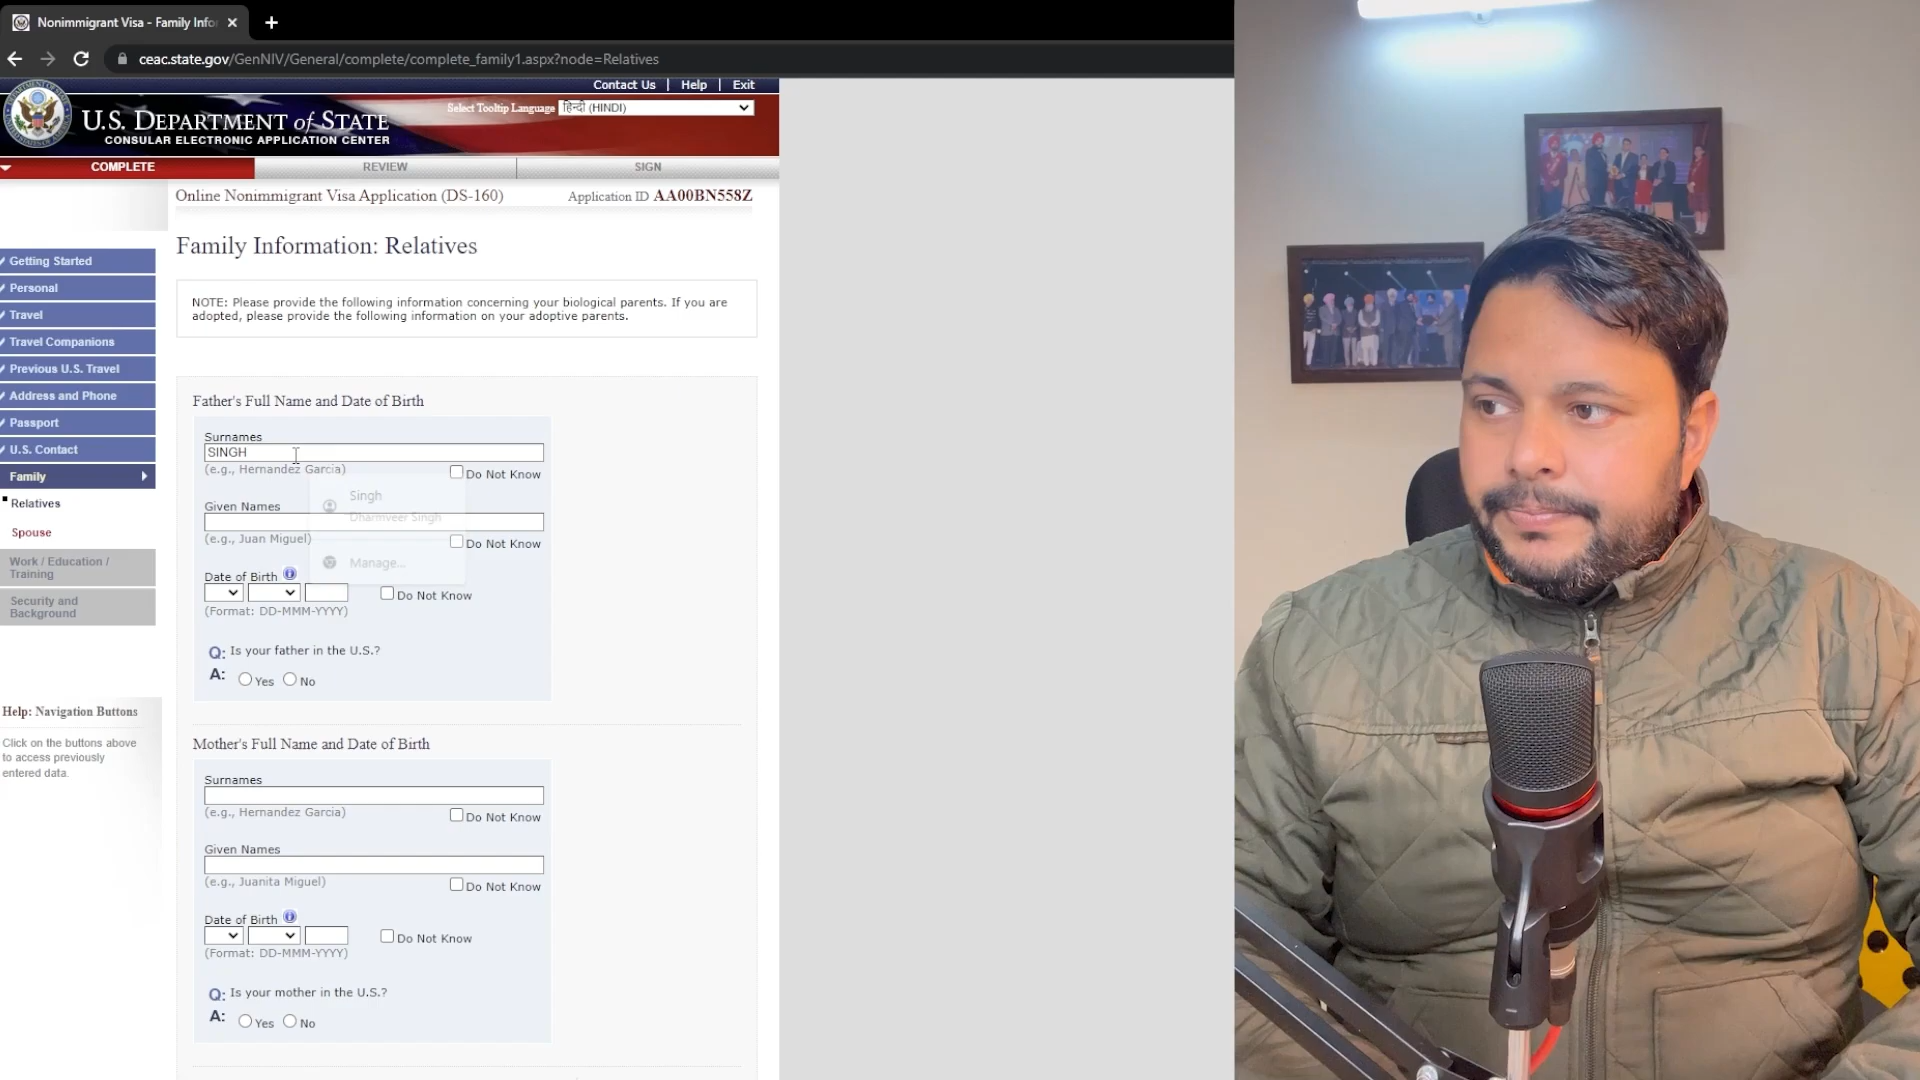 Nonimmigrant Visa - Family Info
ceac.state.gov/GenNIV/General/complete/complete_family1.aspx?node=Relatives
Contact Us | Help | Exit
Select Tooltip Language हिन्दी (HINDI)
U.S. DEPARTMENT of STATE
CONSULAR ELECTRONIC APPLICATION CENTER
COMPLETE REVIEW SIGN
Online Nonimmigrant Visa Application (DS-160) Application ID AA00BN558Z
Family Information: Relatives
Getting Started
Personal
Travel
Travel Companions
Previous U.S. Travel
Address and Phone
Passport
U.S. Contact
Family
Relatives
Spouse
Work / Education /
Training
Security and
Background
Help: Navigation Buttons
Click on the buttons above
to access previously
entered data.
NOTE: Please provide the following information concerning your biological parents. If you are
adopted, please provide the following information on your adoptive parents.
Father's Full Name and Date of Birth
Surnames
SINGH
(e.g., Hernandez Garcia) Do Not Know
Singh
Dharmveer Singh
Manage...
Given Names
(e.g., Juan Miguel) Do Not Know
Date of Birth
Do Not Know
(Format: DD-MMM-YYYY)
Q: Is your father in the U.S.?
A: Yes No
Mother's Full Name and Date of Birth
Surnames
(e.g., Hernandez Garcia) Do Not Know
Given Names
(e.g., Juanita Miguel) Do Not Know
Date of Birth
Do Not Know
(Format: DD-MMM-YYYY)
Q: Is your mother in the U.S.?
A: Yes No